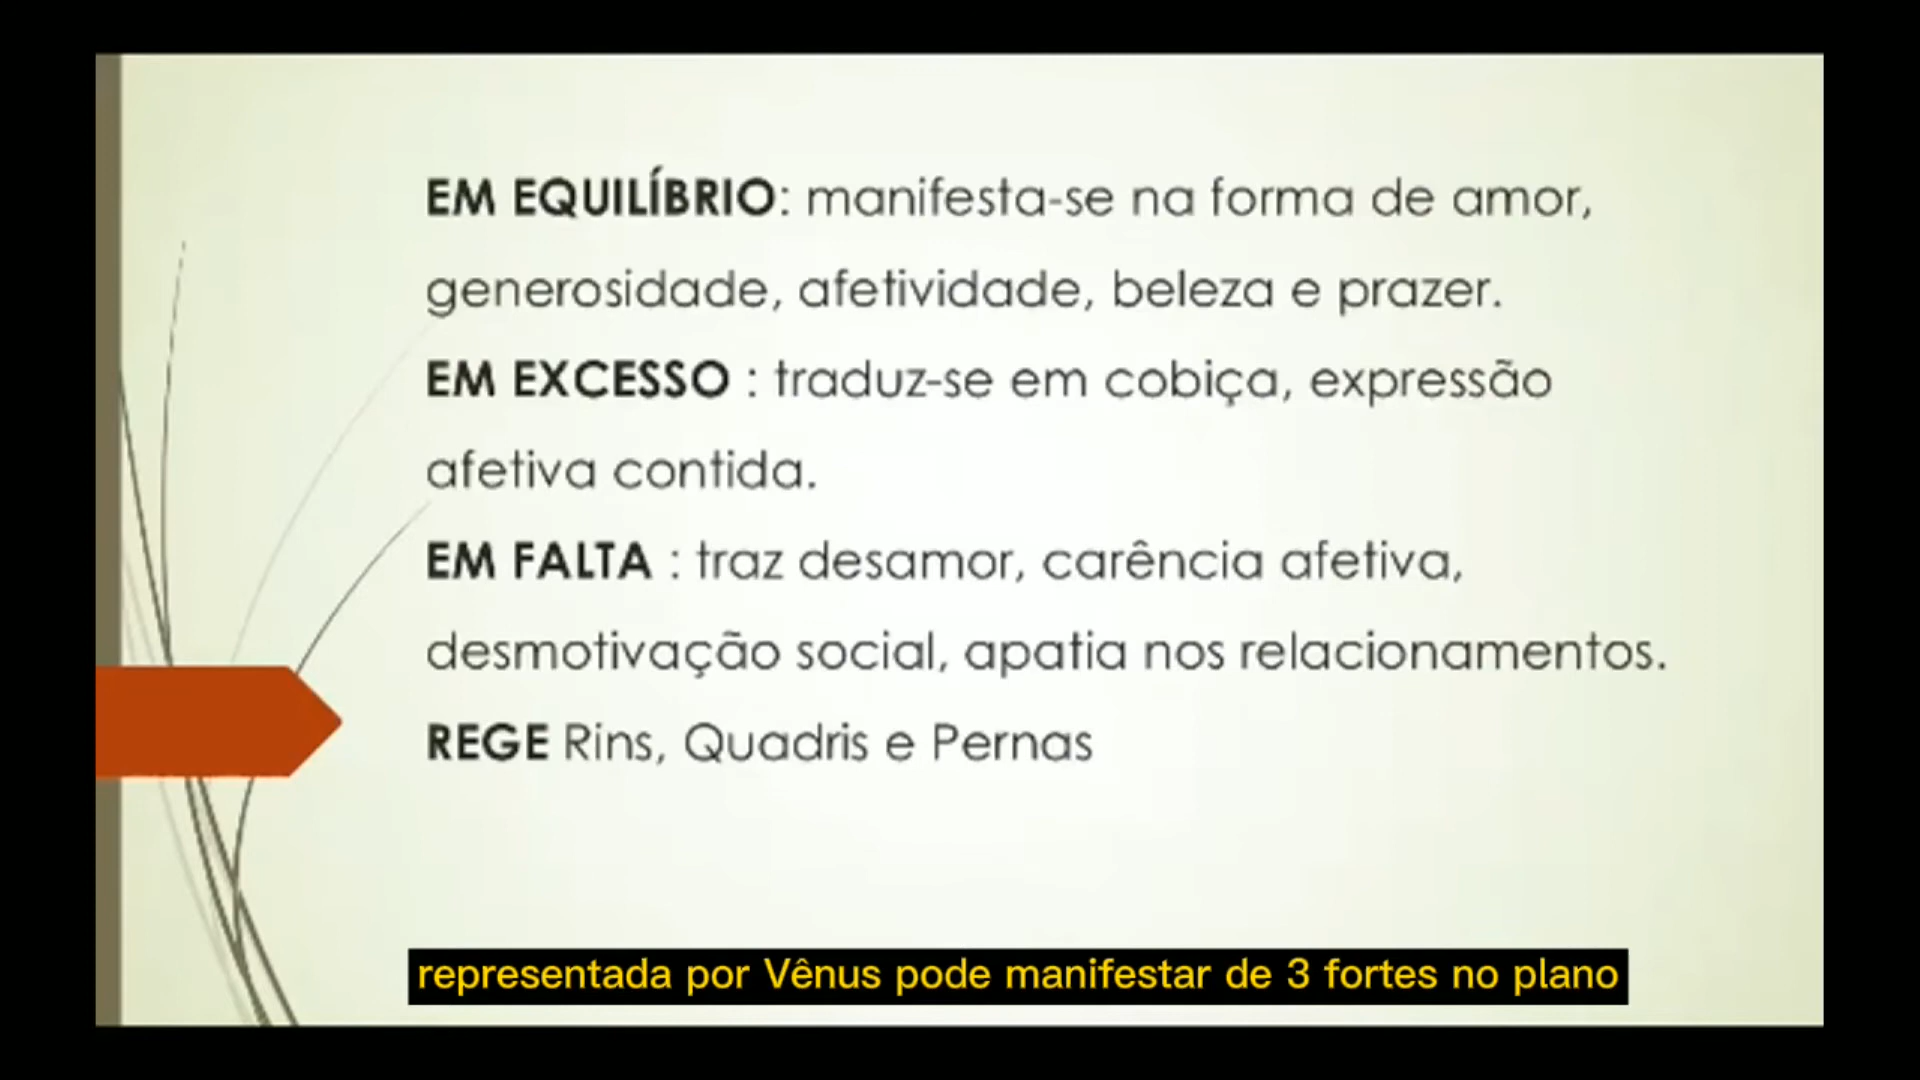 EM EQUILÍBRIO: manifesta-se na forma de amor,
generosidade, afetividade, beleza e prazer.
EM EXCESSO : traduz-se em cobiça, expressão
afetiva contida.
EM FALTA : traz desamor, carência afetiva,
desmotivação social, apatia nos relacionamentos.
REGE Rins, Quadris e Pernas
representada por Vênus pode manifestar de 3 fortes no plano